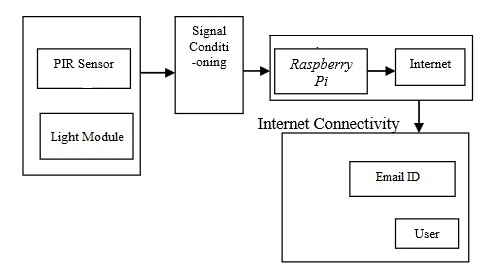 PIR Sensor
Light Module
Signal
Conditi
-oning
Raspberry
Pi
Internet
Internet Connectivity
Email ID
User